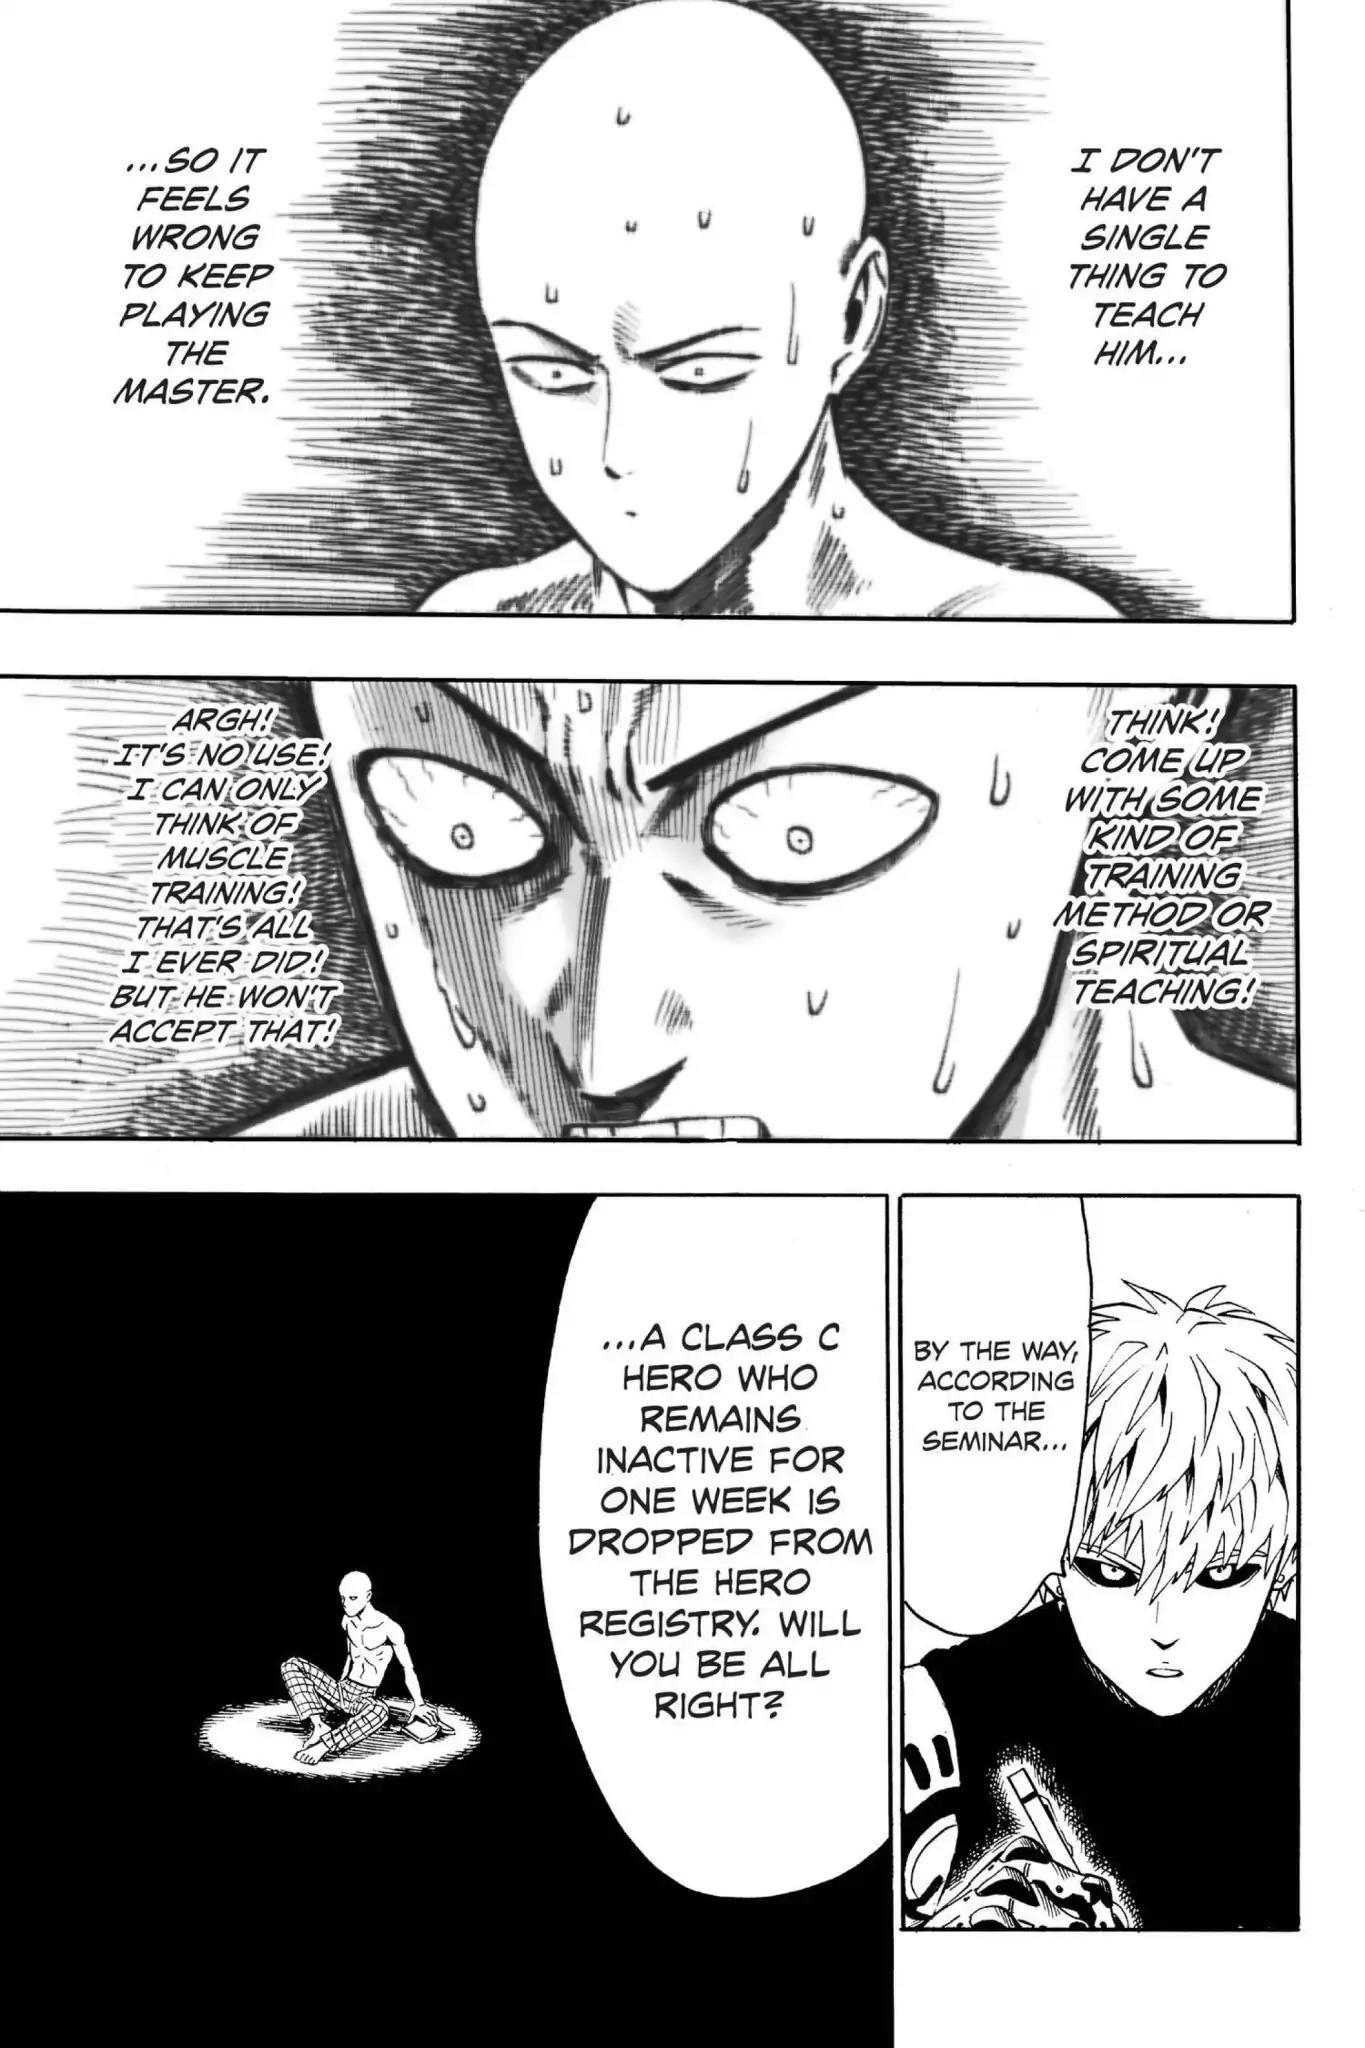 I DON'T
HAVE A
SINGLE
THING TO
TEACH
HIM...
...SO IT
FEELS
WRONG
TO KEEP
PLAYING
THE
MASTER.
THINK!
COME UP
WITH SOME
KIND OF
TRAINING
METHOD OR
SPIRITUAL
TEACHING!
ARGH!
IT'S NO USE!
I CAN ONLY
THINK OF
MUSCLE
TRAINING!
THAT'S ALL
I EVER DID!
BUT HE WON'T
ACCEPT THAT!
BY THE WAY,
ACCORDING
TO THE
SEMINAR...
...A CLASS C
HERO WHO
REMAINS
INACTIVE FOR
ONE WEEK IS
DROPPED FROM
THE HERO
REGISTRY. WILL
YOU BE ALL
RIGHT?